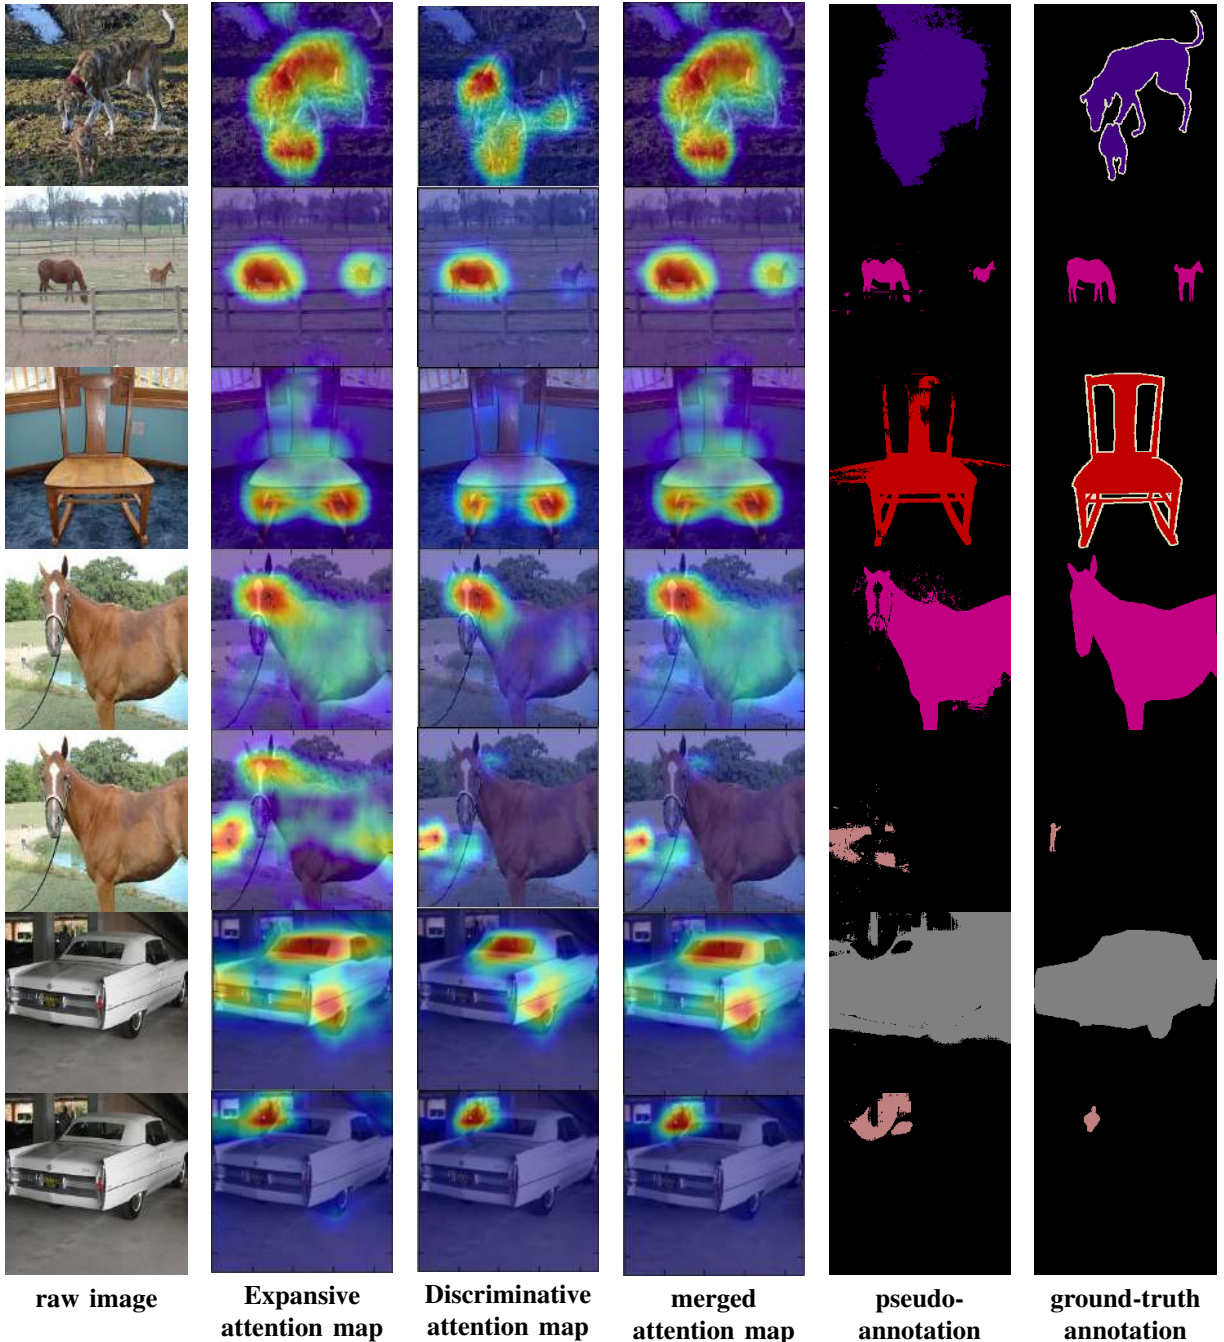 raw image
Expansive
attention map
Discriminative
attention map
merged
attention map
pseudo-
annotation
ground-truth
annotation